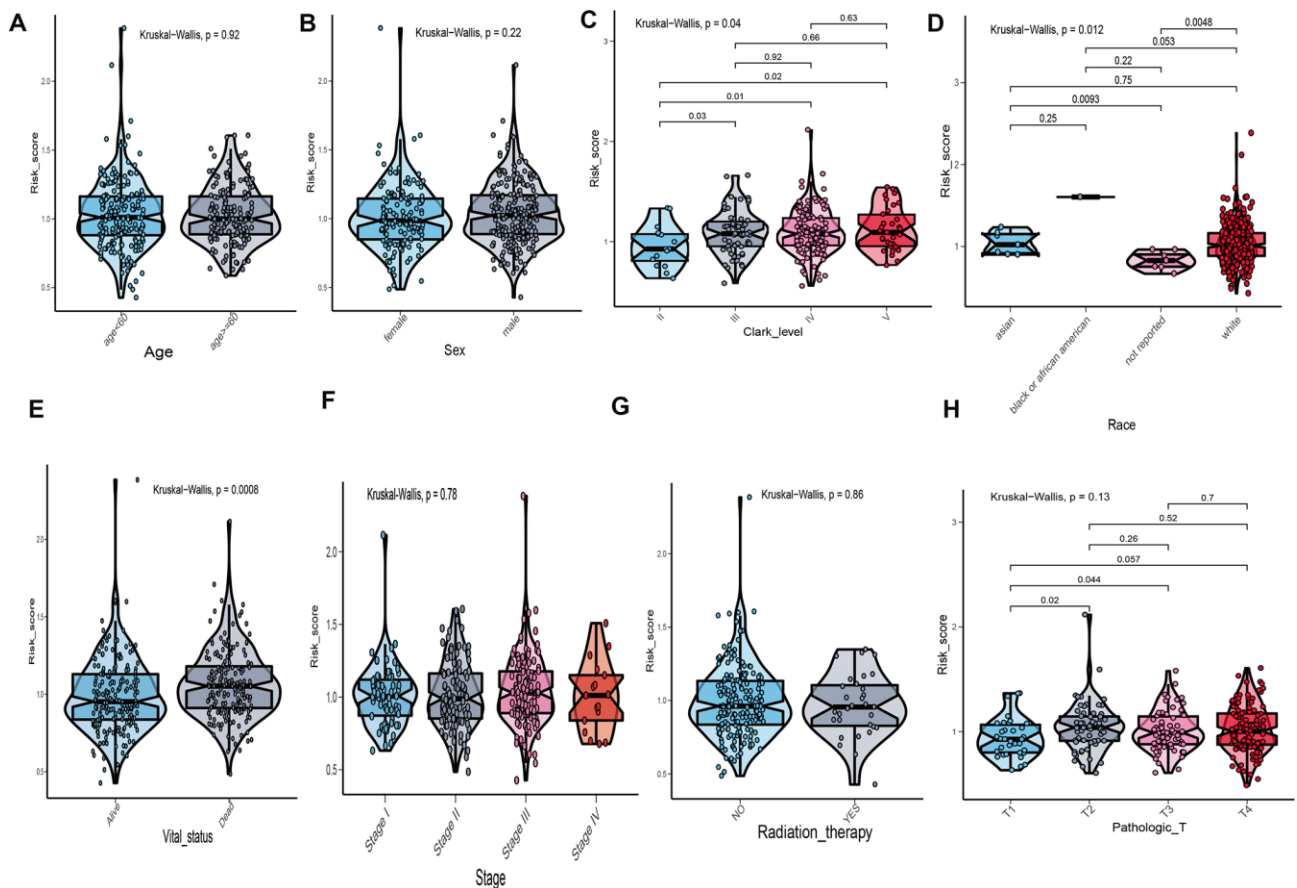 A
Kruskal−Wallis, p = 0.92
Risk_score
2.0
1.5
1.0
0.5
age<60
age>=60
Age
B
Kruskal−Wallis, p = 0.22
Risk_score
2.0
1.5
1.0
0.5
female
male
Sex
C
Kruskal−Wallis, p = 0.04
0.63
0.66
0.92
0.02
0.01
0.03
Risk_score
3
2
1
II
III
IV
V
Clark_level
D
Kruskal−Wallis, p = 0.012
0.0048
0.053
0.22
0.75
0.0093
0.25
Risk_score
3
2
1
asian
black or african american
not reported
white
Race
E
Kruskal−Wallis, p = 0.0008
Risk_score
2.0
1.5
1.0
0.5
Alive
Dead
Vital_status
F
Kruskal-Wallis, p = 0.78
Risk_score
2.0
1.5
1.0
0.5
Stage I
Stage II
Stage III
Stage IV
Stage
G
Kruskal−Wallis, p = 0.86
Risk_score
2.0
1.5
1.0
0.5
NO
YES
Radiation_therapy
H
Kruskal−Wallis, p = 0.13
0.7
0.52
0.26
0.057
0.044
0.02
Risk_score
3
2
1
T1
T2
T3
T4
Pathologic_T